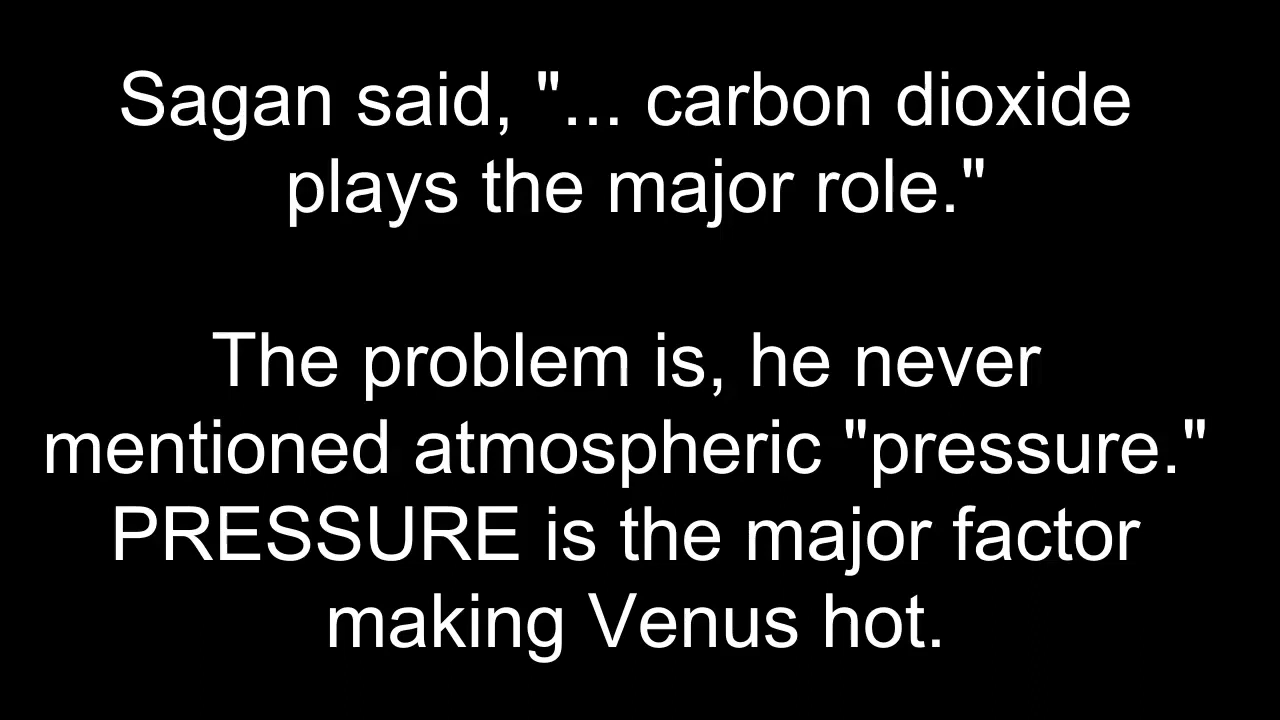 Sagan said, "... carbon dioxide
plays the major role."
The problem is, he never
mentioned atmospheric "pressure."
PRESSURE is the major factor
making Venus hot.